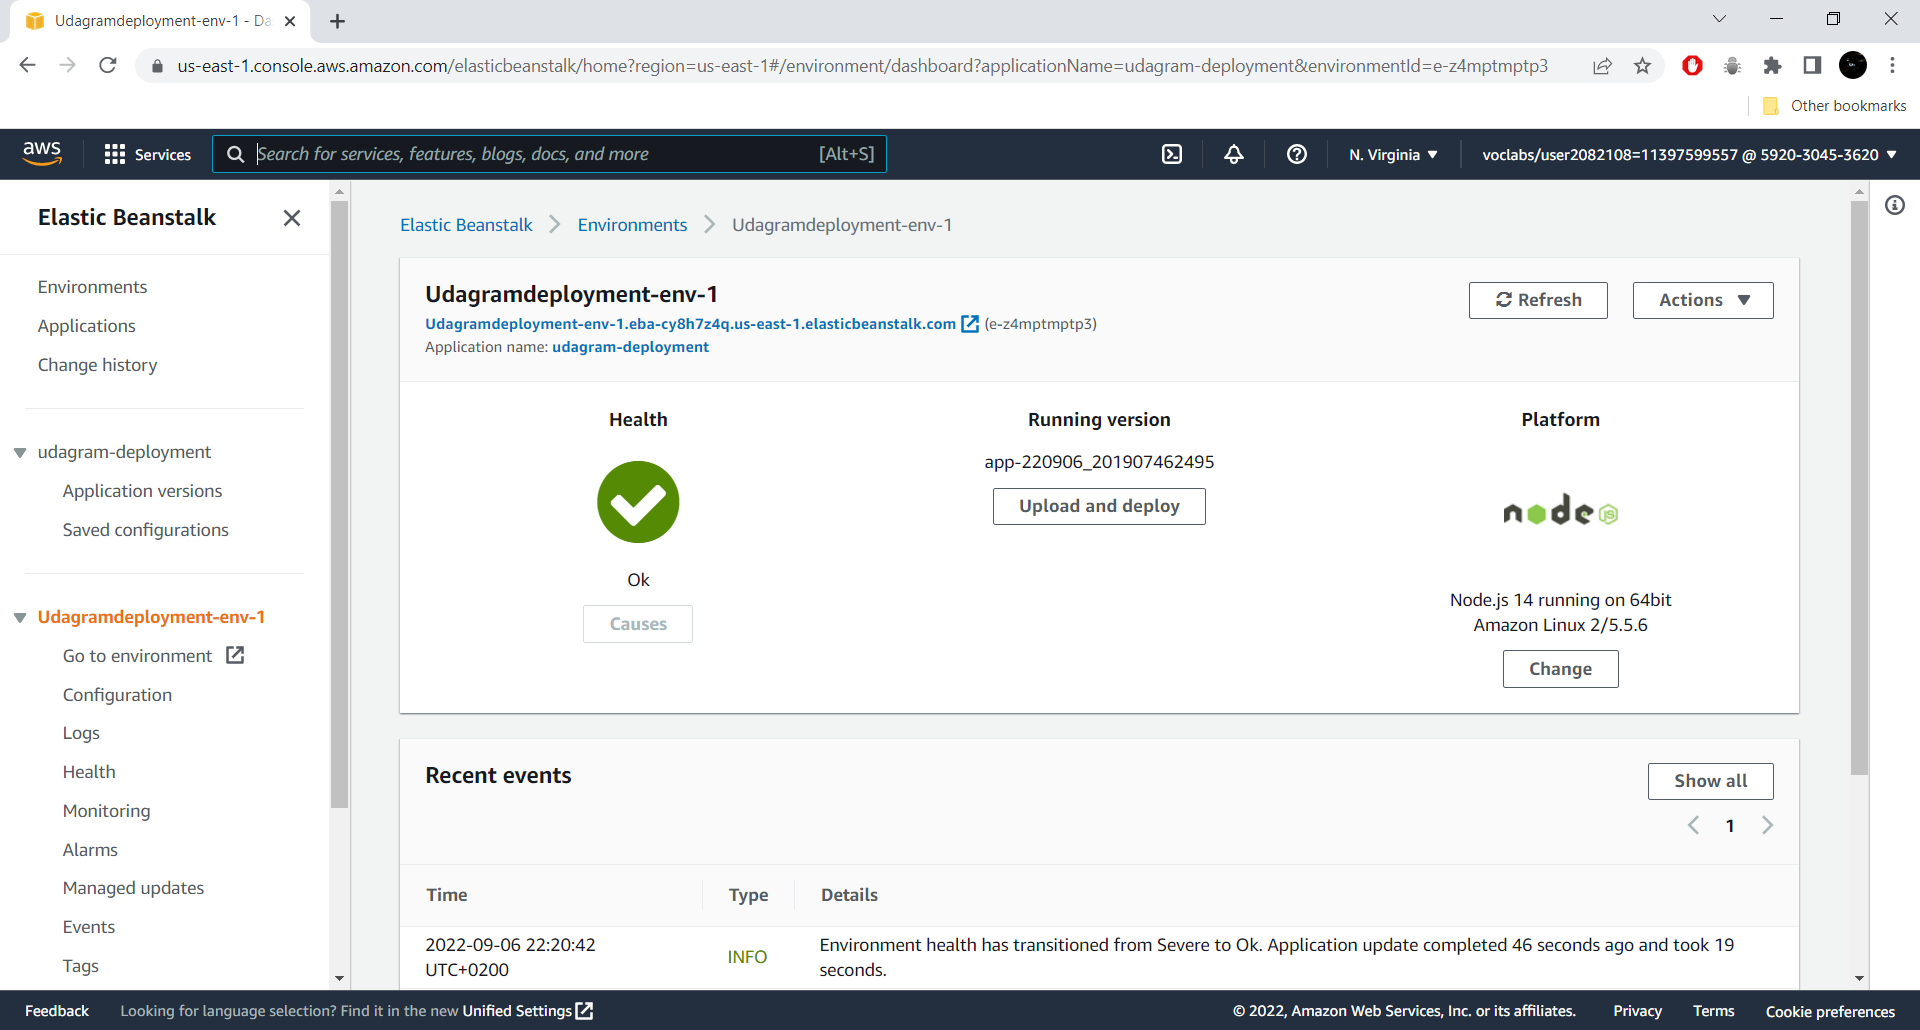 Udagramdeployment-env-1 - Da
us-east-1.console.aws.amazon.com/elasticbeanstalk/home?region=us-east-1#/environment/dashboard?applicationName=udagram-deployment&environmentId=e-z4mptmptp3
Other bookmarks
aws
Services
Search for services, features, blogs, docs, and more
[Alt+S]
N. Virginia
voclabs/user2082108=11397599557 @ 5920-3045-3620
Elastic Beanstalk
Environments
Applications
Change history
udagram-deployment
Application versions
Saved configurations
Udagramdeployment-env-1
Go to environment
Configuration
Logs
Health
Monitoring
Alarms
Managed updates
Events
Tags
Elastic Beanstalk
Environments
Udagramdeployment-env-1
Udagramdeployment-env-1
Udagramdeployment-env-1.eba-cy8h7z4q.us-east-1.elasticbeanstalk.com (e-z4mptmptp3)
Application name: udagram-deployment
Refresh
Actions
Health
Ok
Causes
Running version
app-220906_201907462495
Upload and deploy
Platform
node JS
Node.js 14 running on 64bit
Amazon Linux 2/5.5.6
Change
Recent events
Show all
1
Time
Type
Details
2022-09-06 22:20:42
UTC+0200
INFO
Environment health has transitioned from Severe to Ok. Application update completed 46 seconds ago and took 19
seconds.
Feedback
Looking for language selection? Find it in the new Unified Settings
© 2022, Amazon Web Services, Inc. or its affiliates.
Privacy
Terms
Cookie preferences